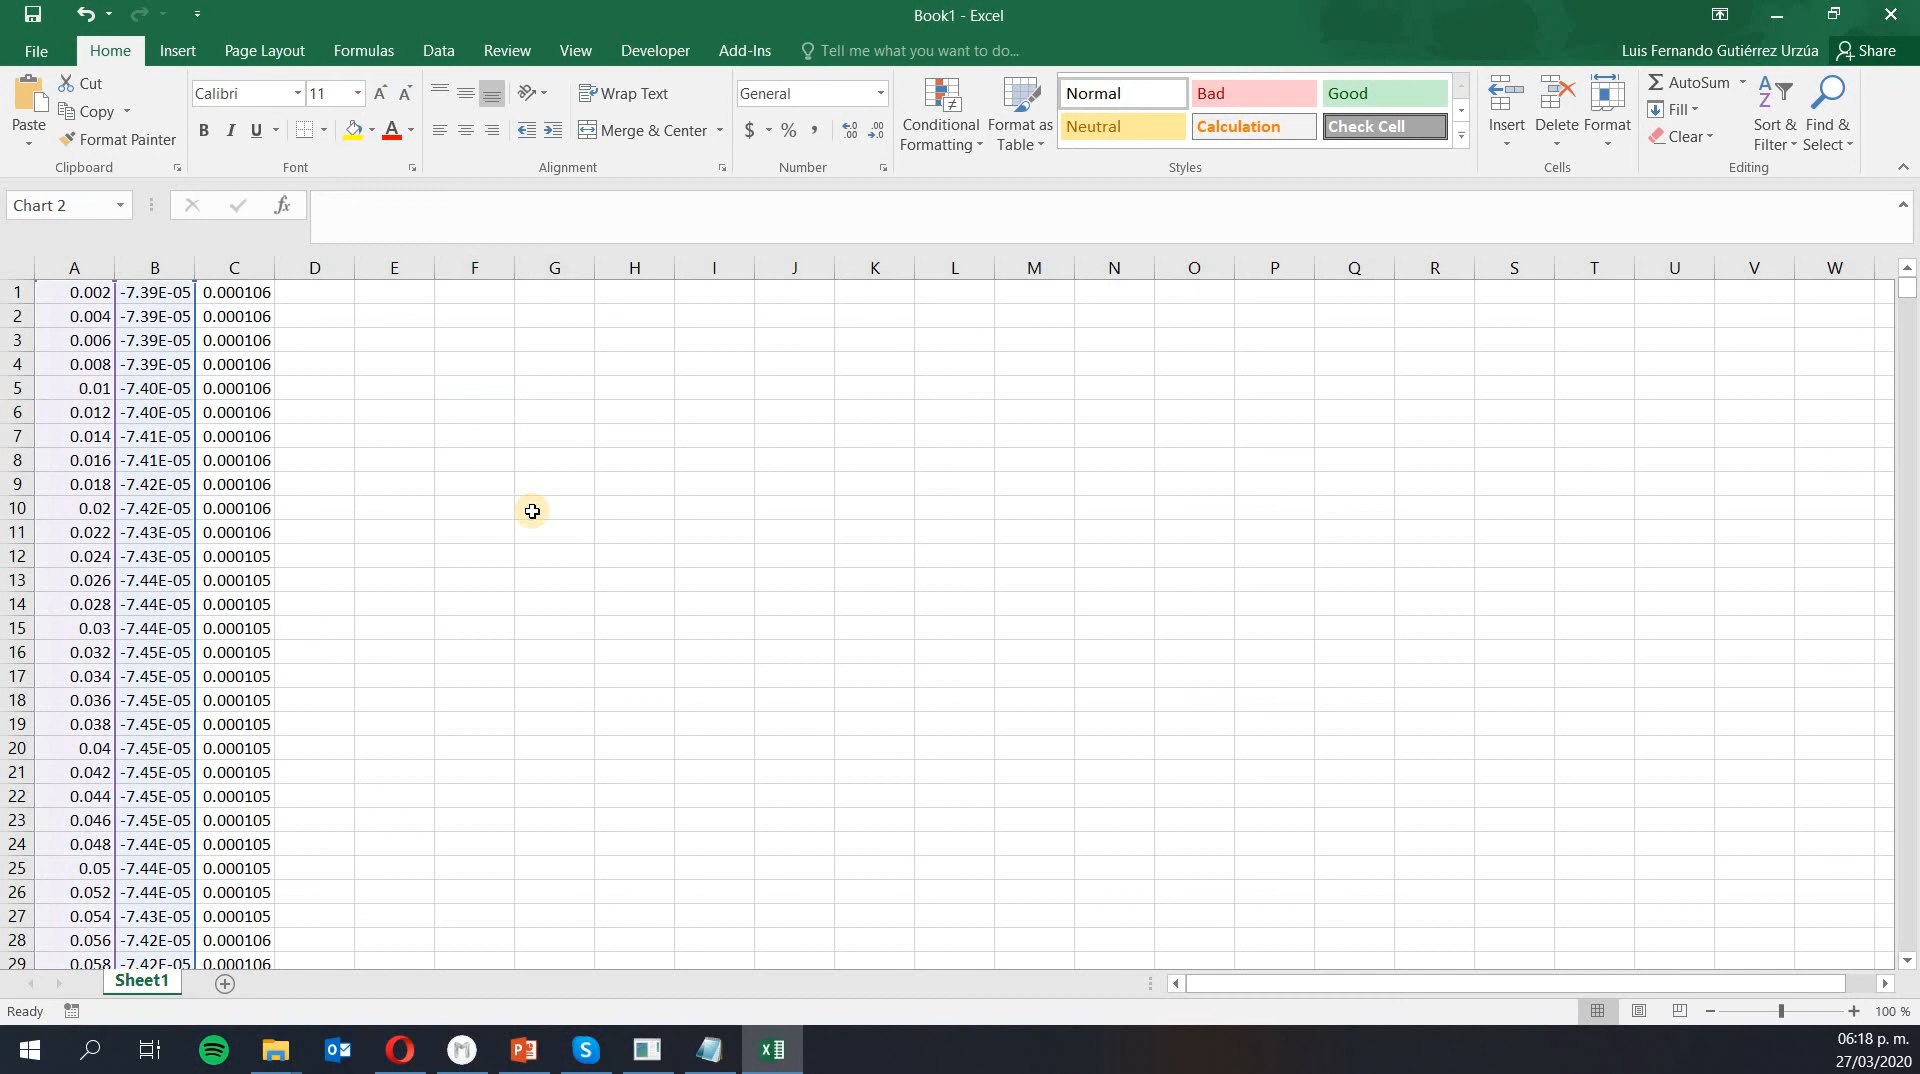 Book1 - Excel
File Home Insert Page Layout Formulas Data Review View Developer Add-Ins Tell me what you want to do... Luis Fernando Gutiérrez Urzúa Share
Paste
Cut
Copy
Format Painter
Clipboard
Calibri 11
B I U
Font
Wrap Text
Merge & Center
Alignment
General
$ % ,
Number
Conditional Formatting
Format as Table
Normal Bad Good
Neutral Calculation Check Cell
Styles
Insert Delete Format
Cells
AutoSum
Fill
Clear
Sort & Filter
Find & Select
Editing
Chart 2 fx
A B C D E F G H I J K L M N O P Q R S T U V W
1 0.002 -7.39E-05 0.000106
2 0.004 -7.39E-05 0.000106
3 0.006 -7.39E-05 0.000106
4 0.008 -7.39E-05 0.000106
5 0.01 -7.40E-05 0.000106
6 0.012 -7.40E-05 0.000106
7 0.014 -7.41E-05 0.000106
8 0.016 -7.41E-05 0.000106
9 0.018 -7.42E-05 0.000106
10 0.02 -7.42E-05 0.000106
11 0.022 -7.43E-05 0.000106
12 0.024 -7.43E-05 0.000105
13 0.026 -7.44E-05 0.000105
14 0.028 -7.44E-05 0.000105
15 0.03 -7.44E-05 0.000105
16 0.032 -7.45E-05 0.000105
17 0.034 -7.45E-05 0.000105
18 0.036 -7.45E-05 0.000105
19 0.038 -7.45E-05 0.000105
20 0.04 -7.45E-05 0.000105
21 0.042 -7.45E-05 0.000105
22 0.044 -7.45E-05 0.000105
23 0.046 -7.45E-05 0.000105
24 0.048 -7.44E-05 0.000105
25 0.05 -7.44E-05 0.000105
26 0.052 -7.44E-05 0.000105
27 0.054 -7.43E-05 0.000105
28 0.056 -7.42E-05 0.000106
29 0.058 -7.42E-05 0.000106
Sheet1
Ready
100 %
06:18 p. m.
27/03/2020